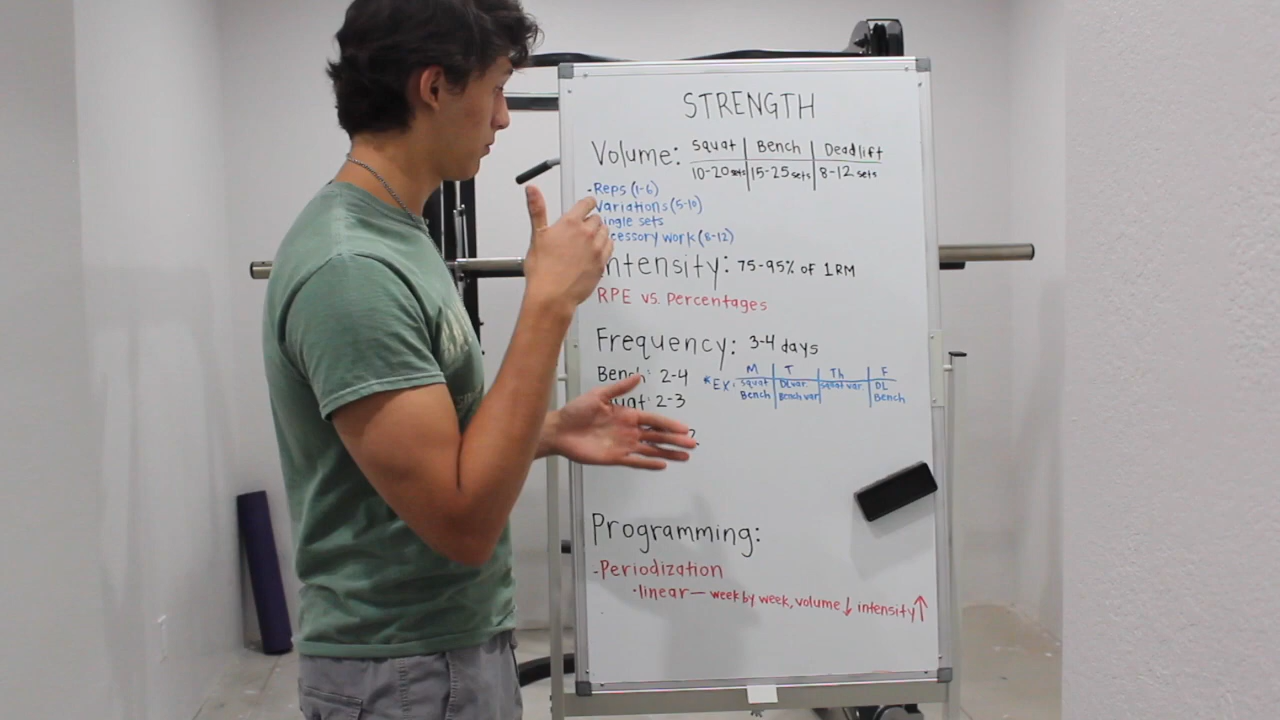 STRENGTH
Volume: Squat Bench Deadlift
10-20 sets 15-25 sets 8-12 sets
-Reps (1-6)
Variations (5-10)
ingle sets
cessory work (8-12)
ntensity: 75-95% OF 1RM
RPE vs. Percentages
Frequency: 3-4 days
Bench: 2-4
*EX: M T Th F
Squat DL var. Squat var. DL
Bench Bench var Bench
uat: 2-3
2
Programming:
-Periodization
·linear— week by week, volume ↓ intensity ↑